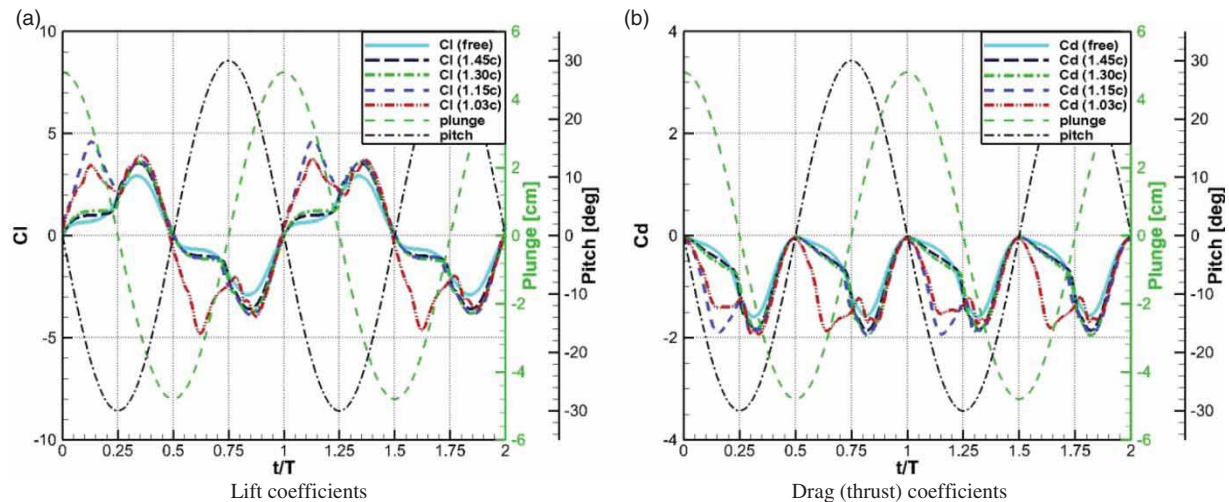 (a)
10
5
0
-5
-10
Cl
Cl (free)
Cl (1.45c)
Cl (1.30c)
Cl (1.15c)
Cl (1.03c)
plunge
pitch
6
4
2
0
-2
-4
-6
Plunge [cm]
30
20
10
0
-10
-20
-30
Pitch [deg]
0 0.25 0.5 0.75 1 1.25 1.5 1.75 2
t/T
Lift coefficients
(b)
4
2
0
-2
4
Cd
Cd (free)
Cd (1.45c)
Cd (1.30c)
Cd (1.15c)
Cd (1.03c)
plunge
pitch
6
4
2
0
-2
-4
-6
Plunge [cm]
30
20
10
0
-10
-20
-30
Pitch [deg]
0 0.25 0.5 0.75 1 1.25 1.5 1.75 2
t/T
Drag (thrust) coefficients